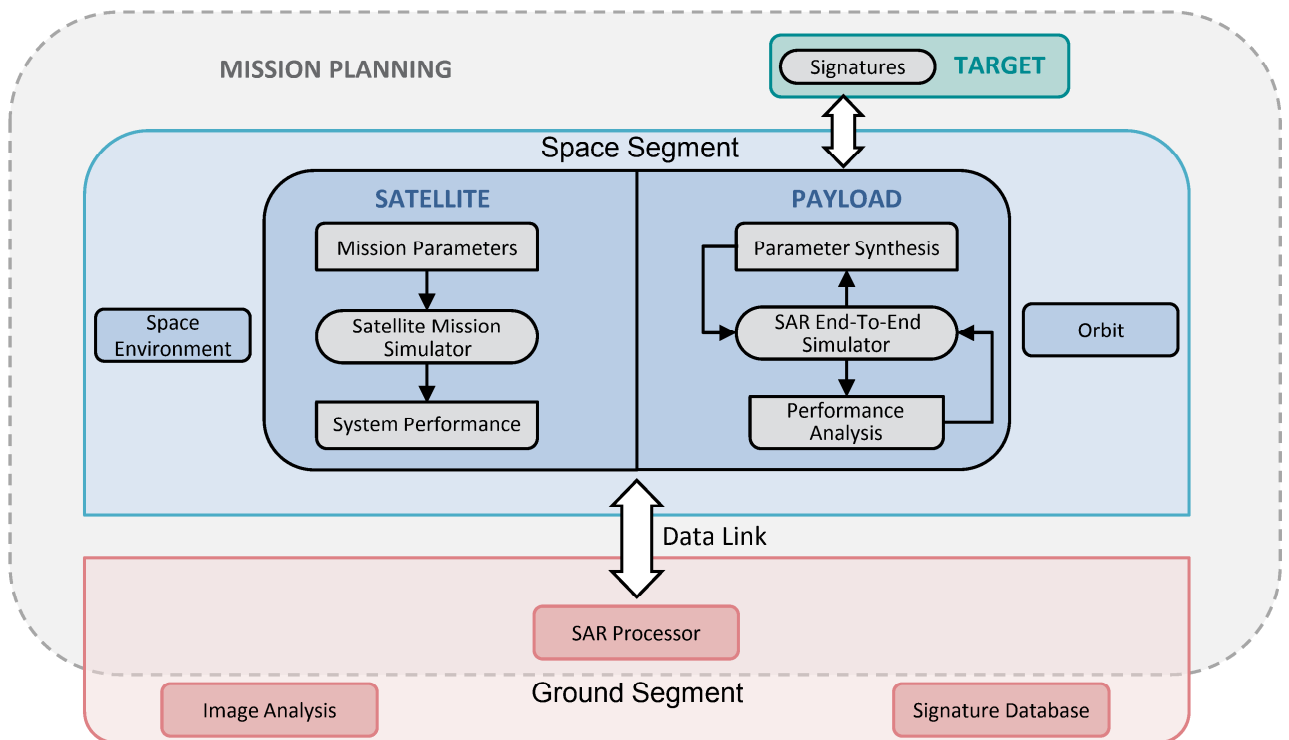 MISSION PLANNING
Signatures
TARGET
Space Segment
SATELLITE
PAYLOAD
Mission Parameters
Parameter Synthesis
Space
Environment
Satellite Mission
Simulator
SAR End-To-End
Simulator
Orbit
System Performance
Performance
Analysis
Data Link
SAR Processor
Ground Segment
Image Analysis
Signature Database